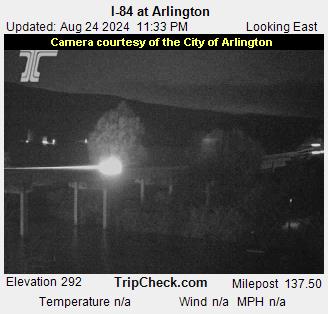 I-84 at Arlington
Updated: Aug 24 2024 11:33 PM Looking East
Camera courtesy of the City of Arlington
Elevation 292 TripCheck.com Milepost 137.50
Temperature n/a Wind n/a MPH n/a